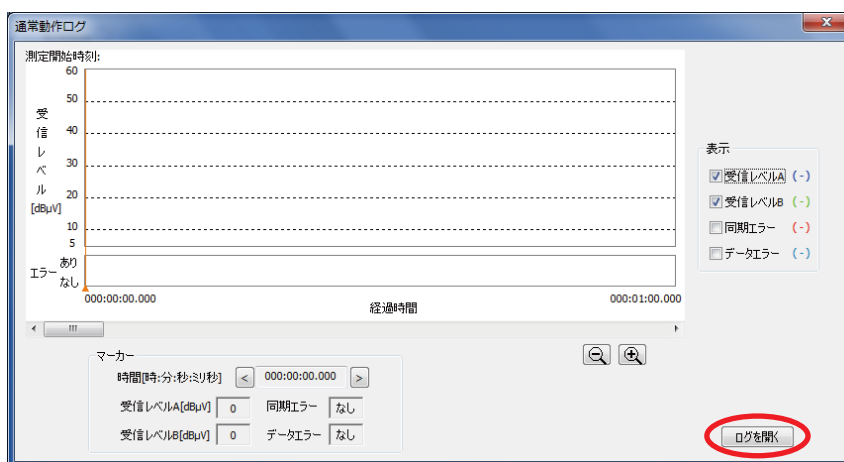 通常動作ログ
測定開始時刻:
60
50
40
30
20
10
5
受信レベル
[dBμV]
エラー
あり
なし
000:00:00.000
経過時間
000:01:00.000
表示
受信レベルA (-)
受信レベルB (-)
同期エラー (-)
データエラー (-)
マーカー
時間[時:分:秒:ミリ秒] < 000:00:00.000 >
受信レベルA[dBμV] 0 同期エラー なし
受信レベルB[dBμV] 0 データエラー なし
ログを開く